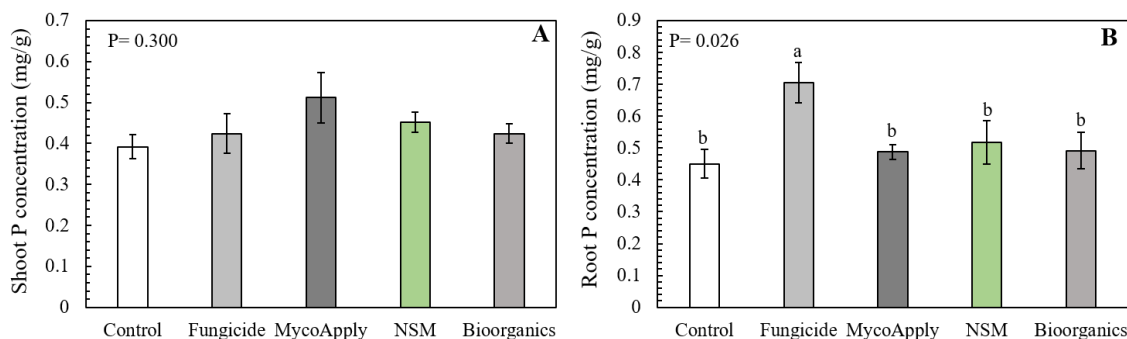 A
P= 0.300
Shoot P concentration (mg/g)
0.7
0.6
0.5
0.4
0.3
0.2
0.1
0
Control Fungicide MycoApply NSM Bioorganics
B
P= 0.026
Root P concentration (mg/g)
0.9
0.8
0.7
0.6
0.5
0.4
0.3
0.2
0.1
0
b a b b b
Control Fungicide MycoApply NSM Bioorganics